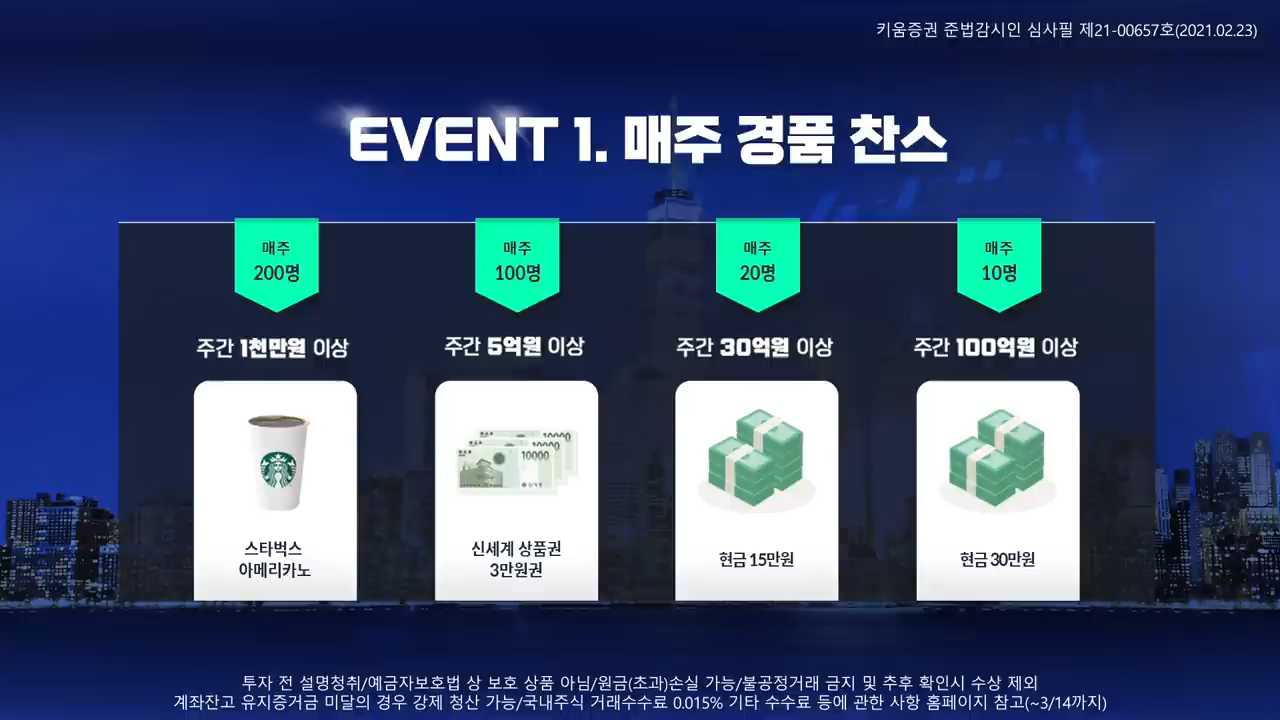 키움증권 준법감시인 심사필 제21-00657호(2021.02.23)
EVENT 1. 매주 경품 찬스
매주
200명
주간 1천만원 이상
스타벅스
아메리카노
매주
100명
주간 5억원 이상
10000
10000
10000
신세계 상품권
3만원권
매주
20명
주간 30억원 이상
현금 15만원
매주
10명
주간 100억원 이상
현금 30만원
투자 전 설명청취/예금자보호법 상 보호 상품 아님/원금(초과)손실 가능/불공정거래 금지 및 추후 확인시 수상 제외
계좌잔고 유지증거금 미달의 경우 강제 청산 가능/국내주식 거래수수료 0.015% 기타 수수료 등에 관한 사항 홈페이지 참고(~3/14까지)